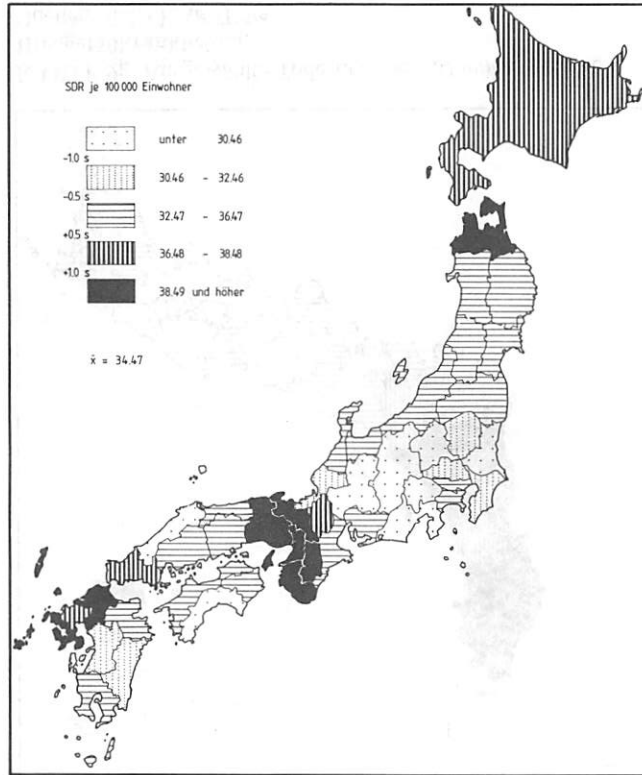 SDR je 100 000 Einwohner
unter 30.46
-1.0 s
30.46 - 32.46
-0.5 s
32.47 - 36.47
+0.5 s
36.48 - 38.48
+1.0 s
38.49 und höher
x̂ = 34.47